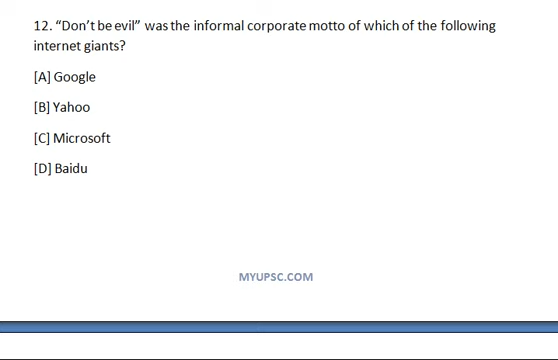 12. “Don’t be evil” was the informal corporate motto of which of the following
internet giants?
[A] Google
[B] Yahoo
[C] Microsoft
[D] Baidu
MYUPSC.COM